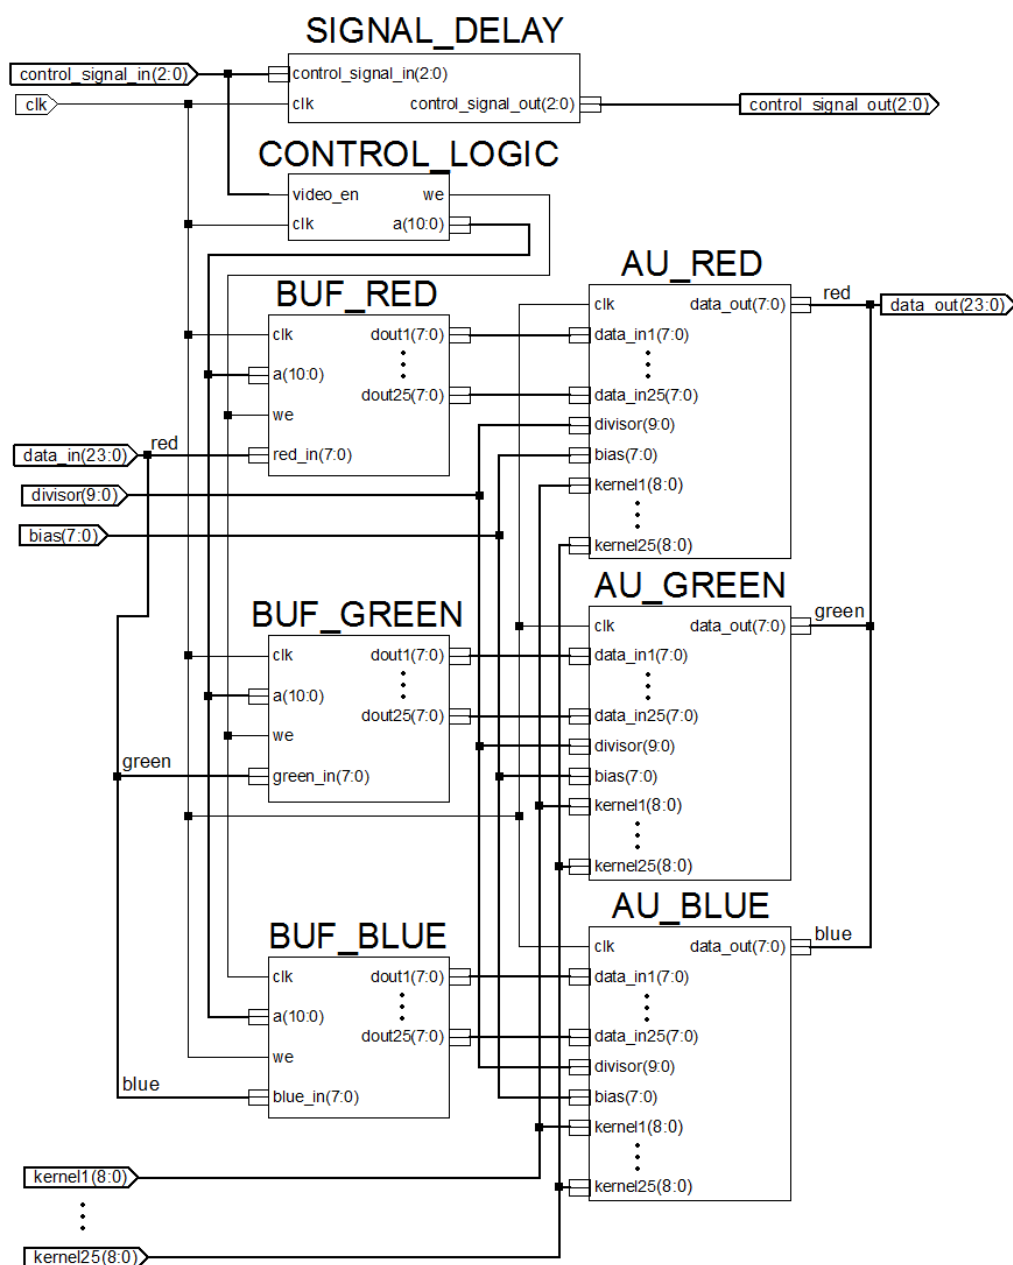 SIGNAL_DELAY
control_signal_in(2:0)
control_signal_in(2:0)
clk
clk
control_signal_out(2:0)
control_signal_out(2:0)
CONTROL_LOGIC
video_en
we
clk
a(10:0)
BUF_RED
clk
dout1(7:0)
a(10:0)
dout25(7:0)
we
red_in(7:0)
AU_RED
clk
data_out(7:0)
red
data_out(23:0)
data_in1(7:0)
data_in25(7:0)
divisor(9:0)
bias(7:0)
kernel1(8:0)
kernel25(8:0)
data_in(23:0)
red
divisor(9:0)
bias(7:0)
BUF_GREEN
clk
dout1(7:0)
a(10:0)
dout25(7:0)
we
green
green_in(7:0)
AU_GREEN
clk
data_out(7:0)
green
data_in1(7:0)
data_in25(7:0)
divisor(9:0)
bias(7:0)
kernel1(8:0)
kernel25(8:0)
BUF_BLUE
clk
dout1(7:0)
a(10:0)
dout25(7:0)
we
blue
blue_in(7:0)
AU_BLUE
clk
data_out(7:0)
blue
data_in1(7:0)
data_in25(7:0)
divisor(9:0)
bias(7:0)
kernel1(8:0)
kernel25(8:0)
kernel1(8:0)
kernel25(8:0)